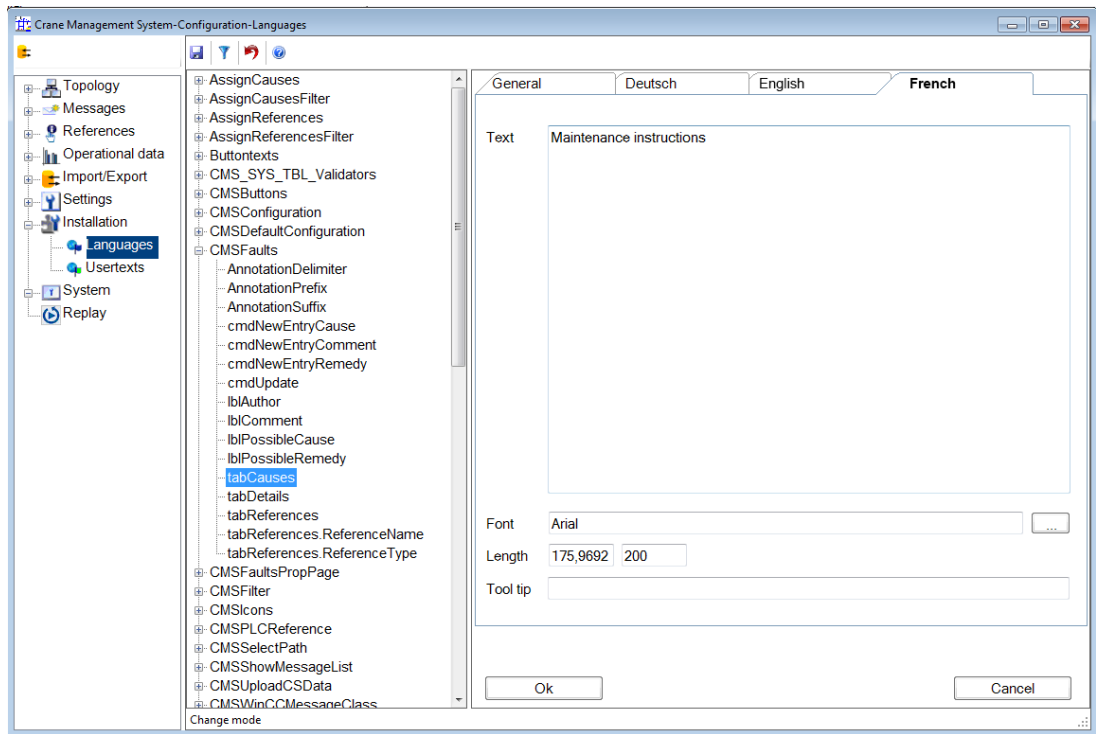 Crane Management System-Configuration-Languages
Topology
Messages
References
Operational data
Import/Export
Settings
Installation
Languages
Usertexts
System
Replay
AssignCauses
AssignCausesFilter
AssignReferences
AssignReferencesFilter
Buttontexts
CMS_SYS_TBL_Validators
CMSButtons
CMSConfiguration
CMSDefaultConfiguration
CMSFaults
AnnotationDelimiter
AnnotationPrefix
AnnotationSuffix
cmdNewEntryCause
cmdNewEntryComment
cmdNewEntryRemedy
cmdUpdate
lblAuthor
lblComment
lblPossibleCause
lblPossibleRemedy
tabCauses
tabDetails
tabReferences
tabReferences.ReferenceName
tabReferences.ReferenceType
CMSFaultsPropPage
CMSFilter
CMSIcons
CMSPLCReference
CMSSelectPath
CMSShowMessageList
CMSUploadCSData
CMSWinCCMessageClass
General Deutsch English French
Text Maintenance instructions
Font Arial ...
Length 175,9692 200
Tool tip
Ok Cancel
Change mode